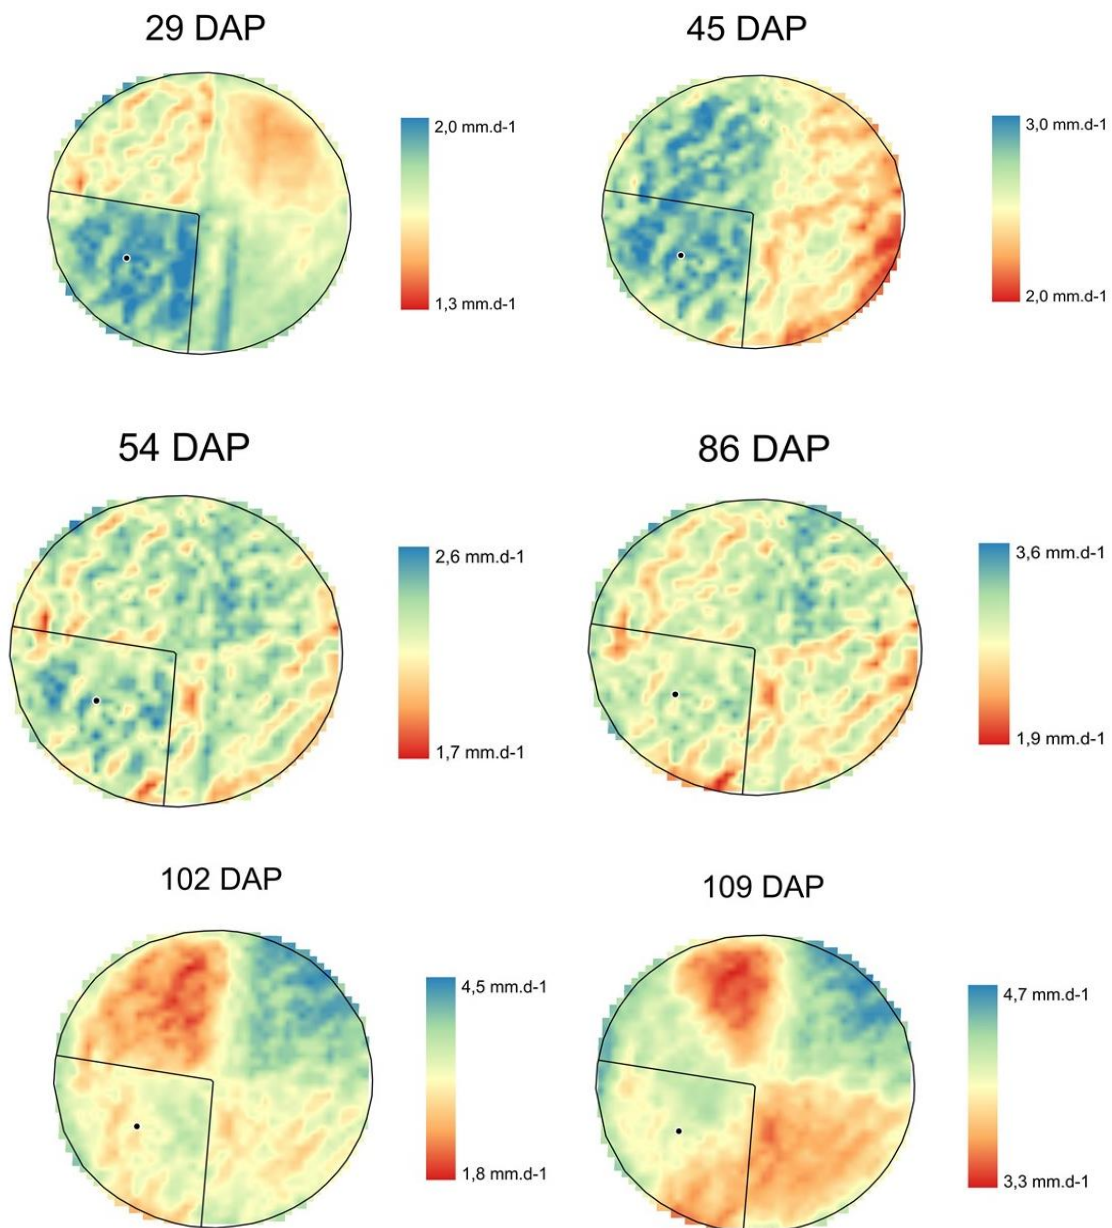 29 DAP
45 DAP
2,0 mm.d-1
1,3 mm.d-1
3,0 mm.d-1
2,0 mm.d-1
54 DAP
86 DAP
2,6 mm.d-1
1,7 mm.d-1
3,6 mm.d-1
1,9 mm.d-1
102 DAP
109 DAP
4,5 mm.d-1
1,8 mm.d-1
4,7 mm.d-1
3,3 mm.d-1